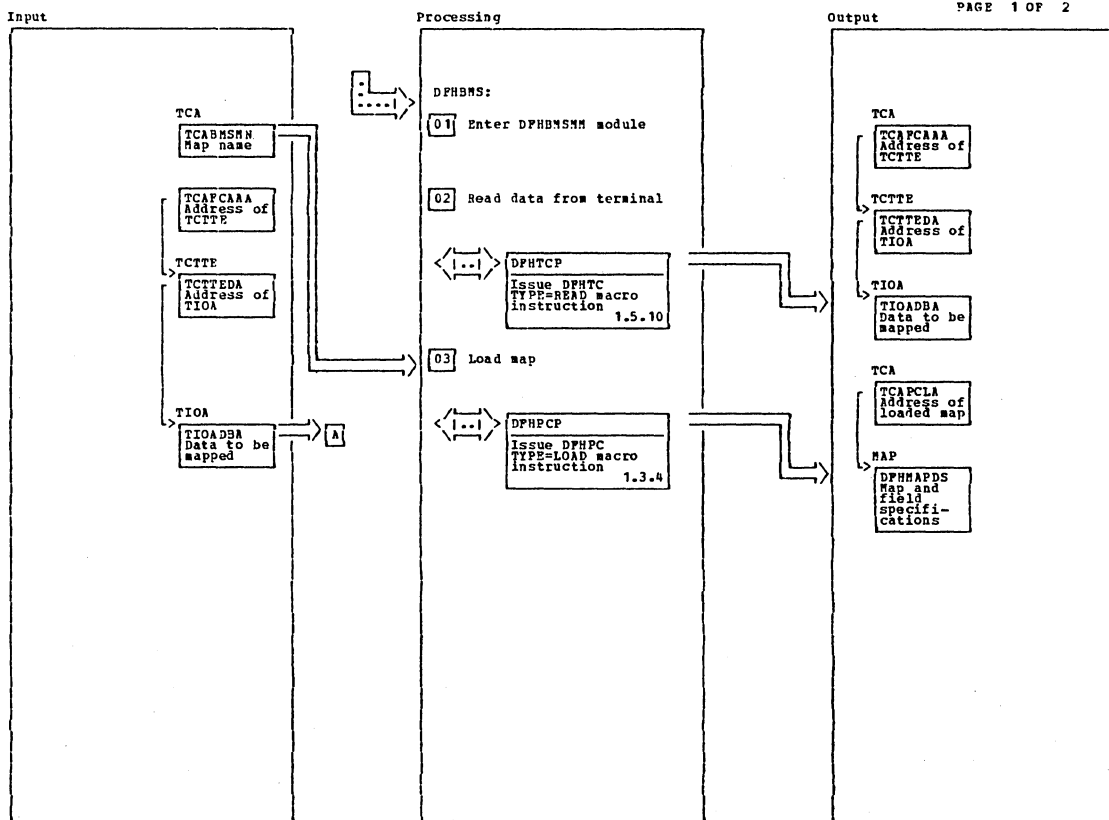 PAGE 1 OF 2
Input
Processing
Output
TCA
TCABMSMN
Map name
TCAFCAAA
Address of
TCTTE
TCTTE
TCTTEDA
Address of
TIOA
TIOA
TIOADBA
Data to be
mapped
A
DFHBMS:
01 Enter DFHBMSMM module
02 Read data from terminal
DFHTCP
Issue DFHTC
TYPE=READ macro
instruction
1.5.10
03 Load map
DFHPCP
Issue DFHPC
TYPE=LOAD macro
instruction
1.3.4
TCA
TCAFCAAA
Address of
TCTTE
TCTTE
TCTTEDA
Address of
TIOA
TIOA
TIOADBA
Data to be
mapped
TCA
TCAPCLA
Address of
loaded map
MAP
DFHMAPDS
Map and
field
specifi-
cations